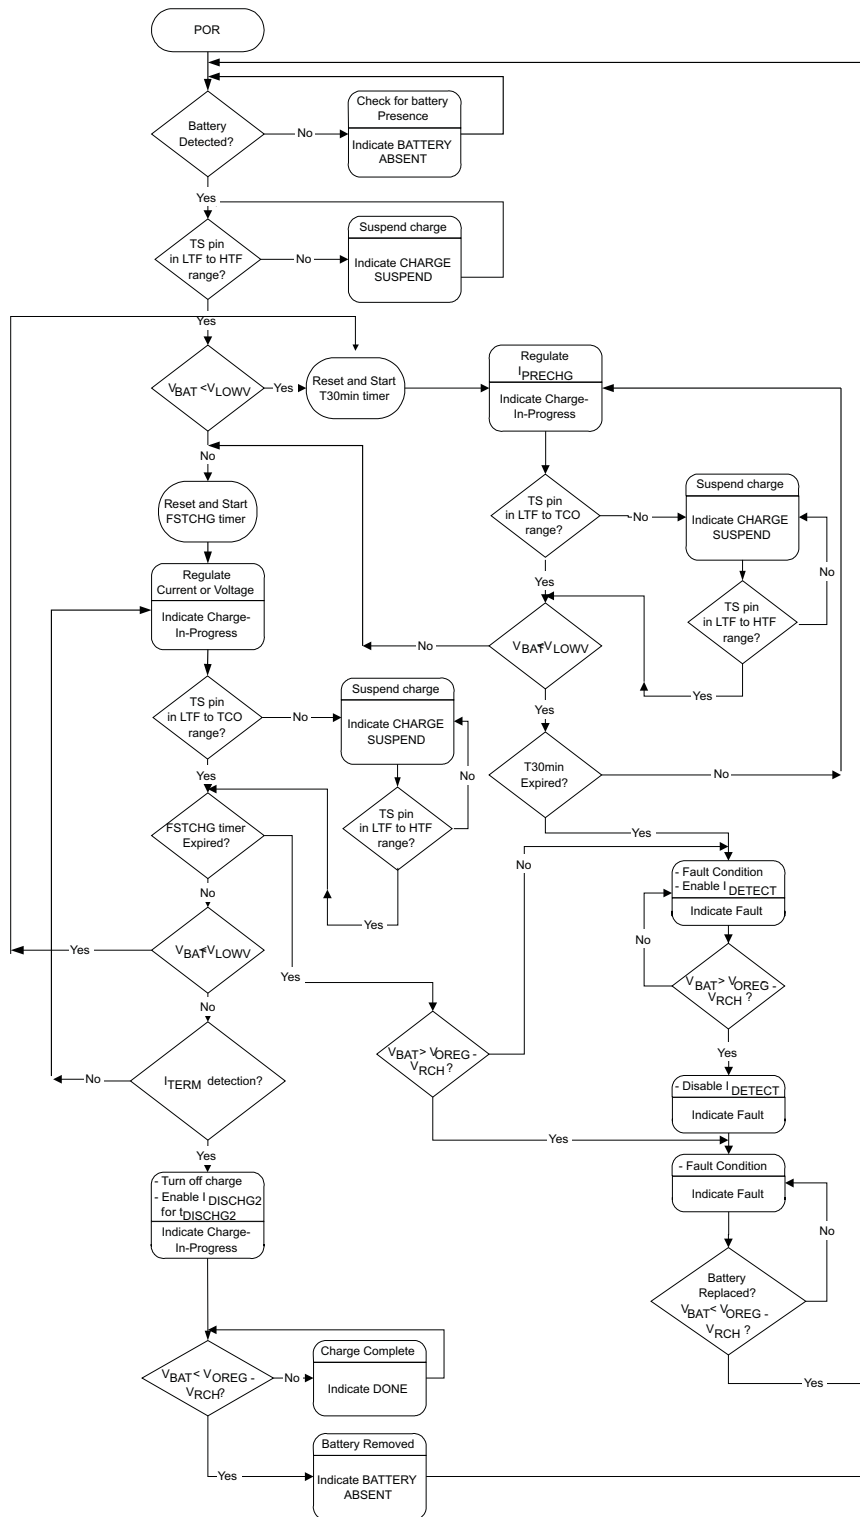 POR
Battery
Detected?
No
Check for battery
Presence
Indicate BATTERY
ABSENT
Yes
TS pin
in LTF to HTF
range?
No
Suspend charge
Indicate CHARGE
SUSPEND
Yes
VBAT <VLOWV
Yes
Reset and Start
T30min timer
Regulate
IPRECHG
Indicate Charge-
In-Progress
No
Reset and Start
FSTCHG timer
TS pin
in LTF to TCO
range?
No
Suspend charge
Indicate CHARGE
SUSPEND
No
Yes
TS pin
in LTF to HTF
range?
Yes
Regulate
Current or Voltage
Indicate Charge-
In-Progress
No
VBAT<VLOWV
Yes
TS pin
in LTF to TCO
range?
No
Suspend charge
Indicate CHARGE
SUSPEND
No
TS pin
in LTF to HTF
range?
Yes
Yes
T30min
Expired?
No
Yes
FSTCHG timer
Expired?
No
Yes
No
- Fault Condition
- Enable IDETECT
Indicate Fault
No
VBAT<VLOWV
Yes
No
VBAT> VOREG -
VRCH ?
Yes
VBAT> VOREG -
VRCH ?
Yes
ITERM detection?
No
Yes
- Disable IDETECT
Indicate Fault
- Turn off charge
- Enable IDISCHG2
for tDISCHG2
Indicate Charge-
In-Progress
- Fault Condition
Indicate Fault
No
Battery
Replaced?
VBAT< VOREG -
VRCH ?
Yes
VBAT< VOREG -
VRCH?
No
Charge Complete
Indicate DONE
Yes
Battery Removed
Indicate BATTERY
ABSENT